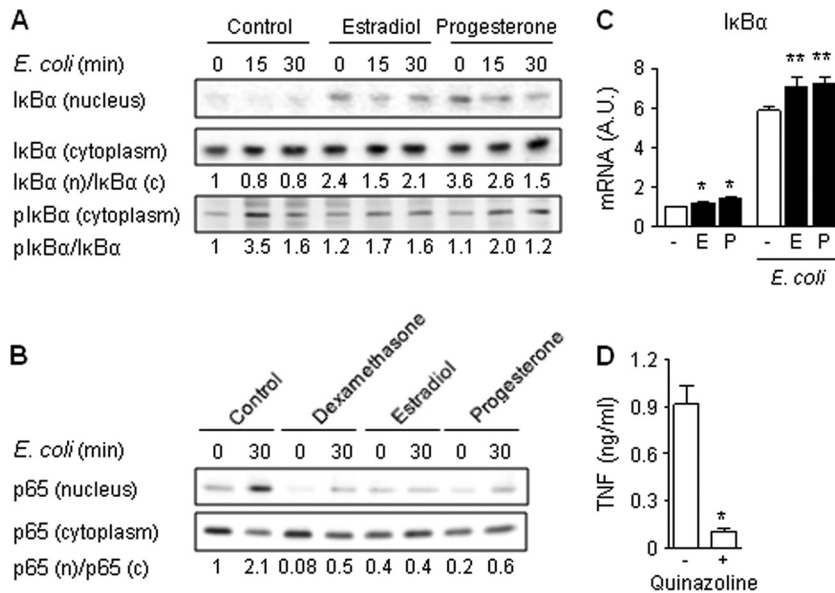 A
Control Estradiol Progesterone
E. coli (min) 0 15 30 0 15 30 0 15 30
IκBα (nucleus)
IκBα (cytoplasm)
IκBα (n)/IκBα (c) 1 0.8 0.8 2.4 1.5 2.1 3.6 2.6 1.5
pIκBα (cytoplasm)
pIκBα/IκBα 1 3.5 1.6 1.2 1.7 1.6 1.1 2.0 1.2
B
Control Dexamethasone Estradiol Progesterone
E. coli (min) 0 30 0 30 0 30 0 30
p65 (nucleus)
p65 (cytoplasm)
p65 (n)/p65 (c) 1 2.1 0.08 0.5 0.4 0.4 0.2 0.6
C
IκBα
mRNA (A.U.)
8
6
4
2
0
* * ** **
- E P - E P
E. coli
D
TNF (ng/ml)
1.2
0.9
0.6
0.3
0
*
- +
Quinazoline